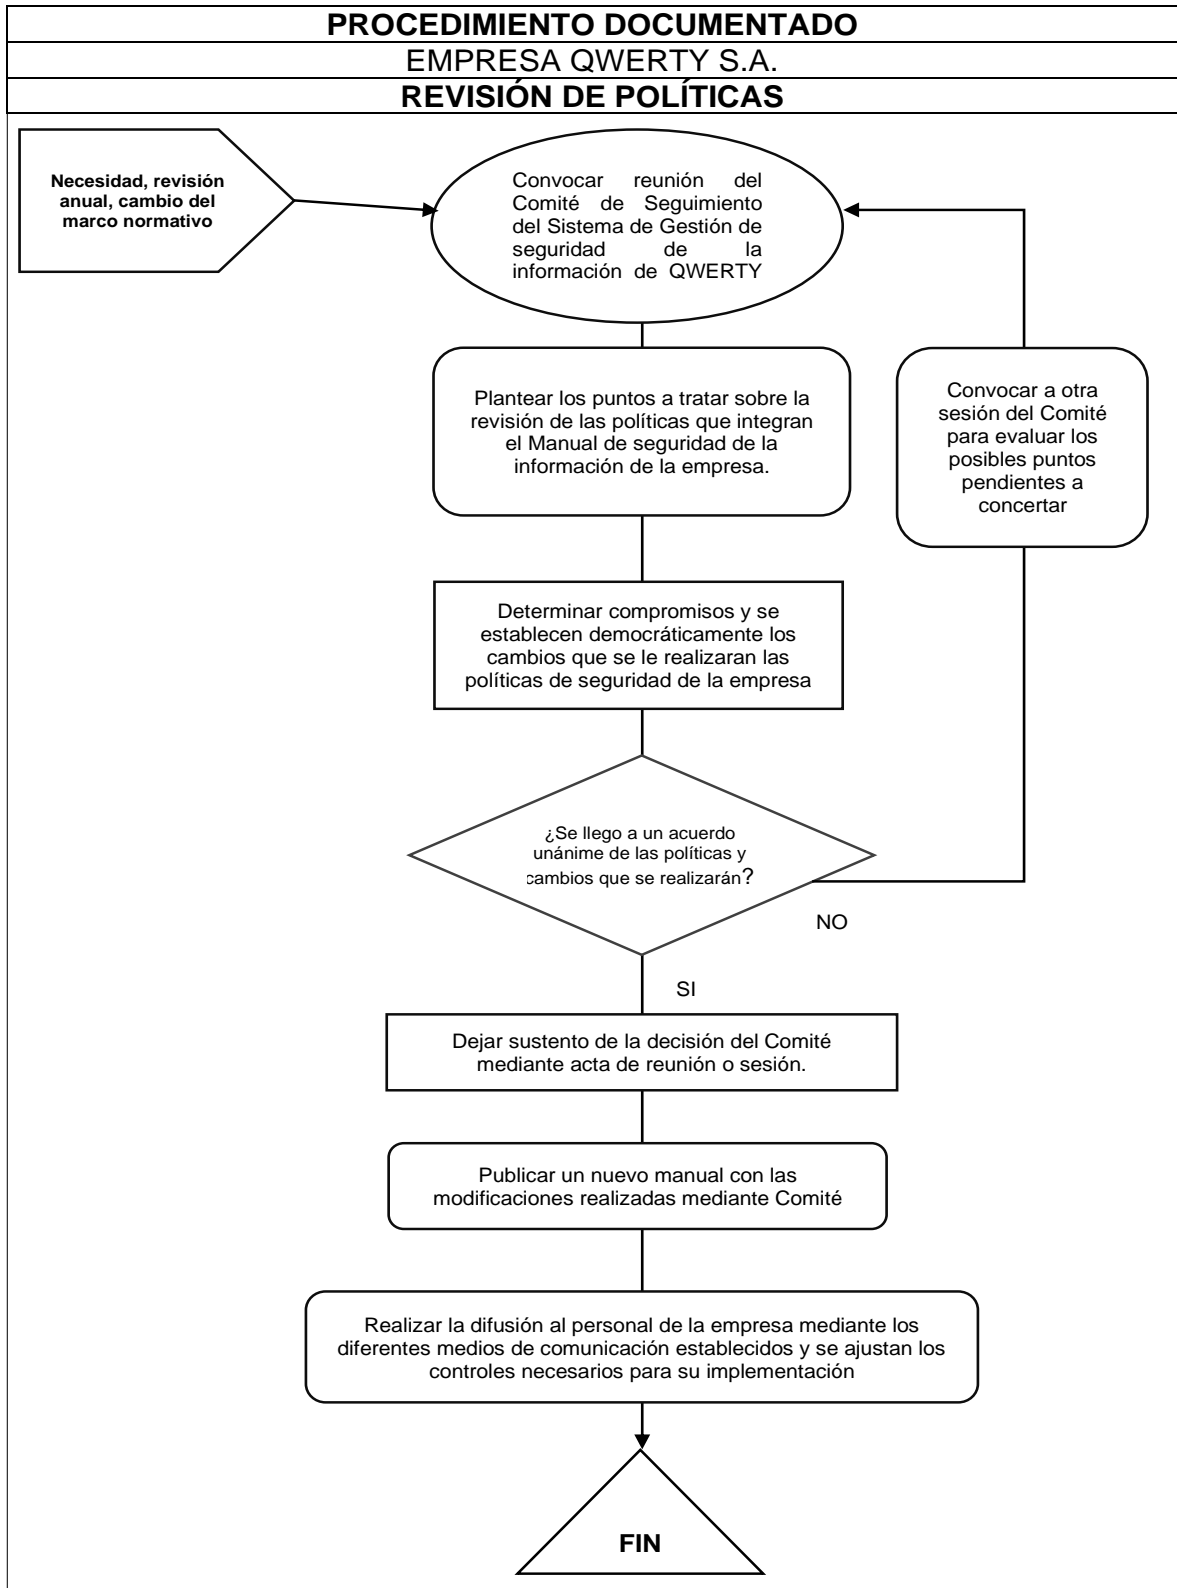 PROCEDIMIENTO DOCUMENTADO
EMPRESA QWERTY S.A.
REVISIÓN DE POLÍTICAS
Necesidad, revisión
anual, cambio del
marco normativo
Convocar reunión del
Comité de Seguimiento
del Sistema de Gestión de
seguridad de la
información de QWERTY
Plantear los puntos a tratar sobre la
revisión de las políticas que integran
el Manual de seguridad de la
información de la empresa.
Convocar a otra
sesión del Comité
para evaluar los
posibles puntos
pendientes a
concertar
Determinar compromisos y se
establecen democráticamente los
cambios que se le realizaran las
políticas de seguridad de la empresa
¿Se llego a un acuerdo
unánime de las políticas y
cambios que se realizarán?
NO
SI
Dejar sustento de la decisión del Comité
mediante acta de reunión o sesión.
Publicar un nuevo manual con las
modificaciones realizadas mediante Comité
Realizar la difusión al personal de la empresa mediante los
diferentes medios de comunicación establecidos y se ajustan los
controles necesarios para su implementación
FIN